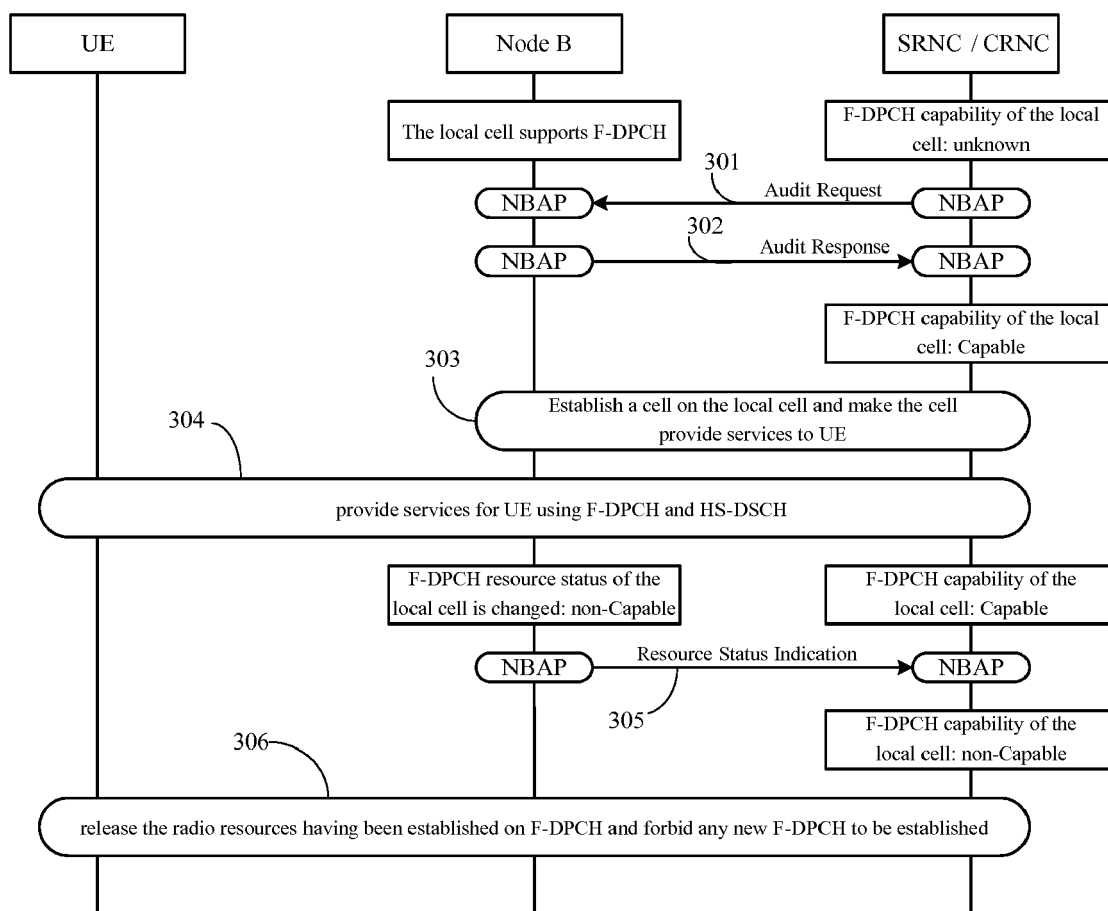 UE
Node B
SRNC / CRNC
The local cell supports F-DPCH
F-DPCH capability of the local
cell: unknown
301
Audit Request
NBAP
NBAP
302
Audit Response
NBAP
NBAP
F-DPCH capability of the local
cell: Capable
303
Establish a cell on the local cell and make the cell
provide services to UE
304
provide services for UE using F-DPCH and HS-DSCH
F-DPCH resource status of the
local cell is changed: non-Capable
F-DPCH capability of the
local cell: Capable
NBAP
Resource Status Indication
NBAP
305
F-DPCH capability of the
local cell: non-Capable
306
release the radio resources having been established on F-DPCH and forbid any new F-DPCH to be established